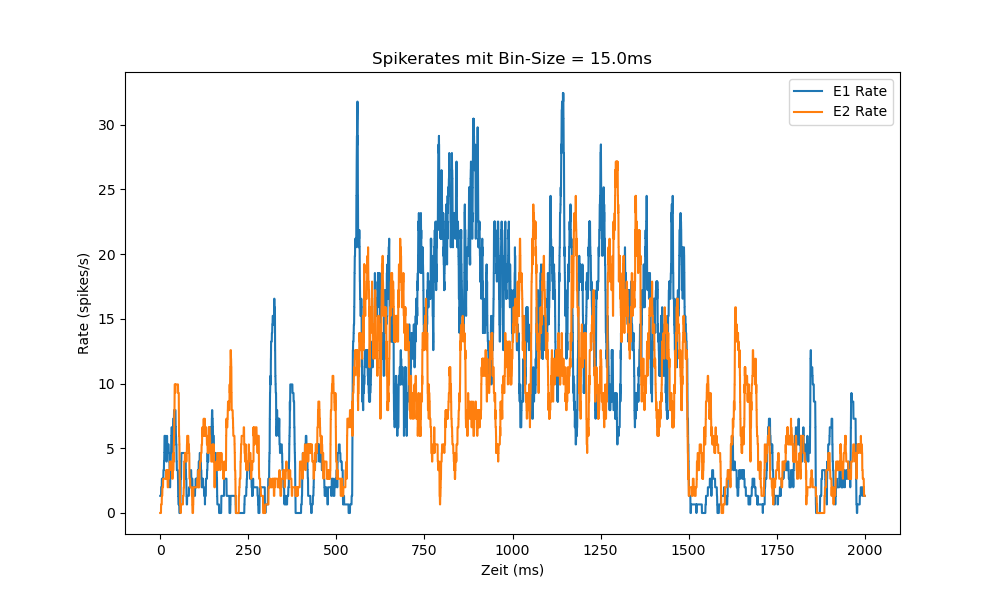 Spikerates mit Bin-Size = 15.0ms
E1 Rate
E2 Rate
30
25
20
15
10
5
0
Rate (spikes/s)
0 250 500 750 1000 1250 1500 1750 2000
Zeit (ms)